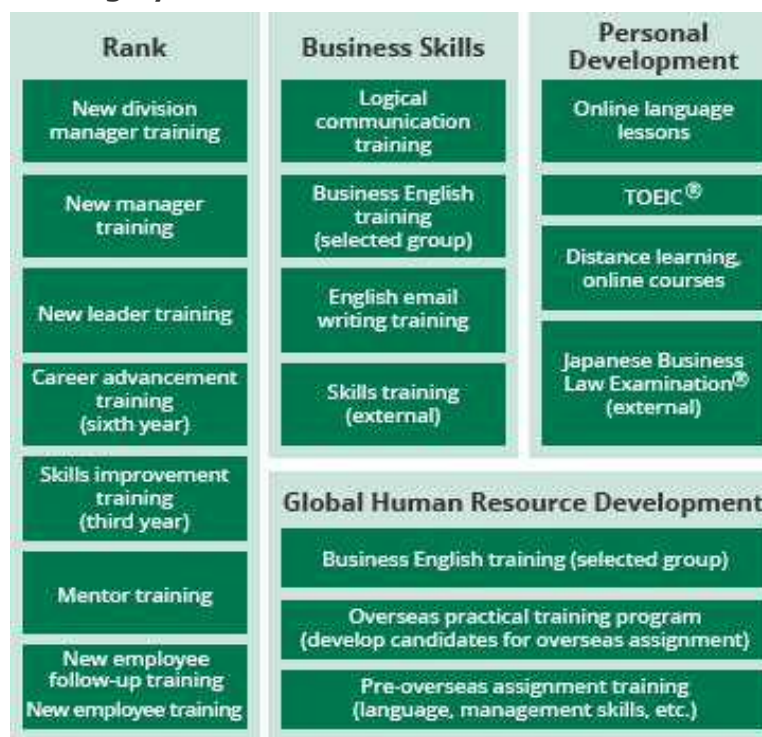 Rank
New division
manager training
New manager
training
New leader training
Career advancement
training
(sixth year)
Skills improvement
training
(third year)
Mentor training
New employee
follow-up training
New employee training
Business Skills
Logical
communication
training
Business English
training
(selected group)
English email
writing training
Skills training
(external)
Personal
Development
Online language
lessons
TOEIC®
Distance learning,
online courses
Japanese Business
Law Examination®
(external)
Global Human Resource Development
Business English training (selected group)
Overseas practical training program
(develop candidates for overseas assignment)
Pre-overseas assignment training
(language, management skills, etc.)